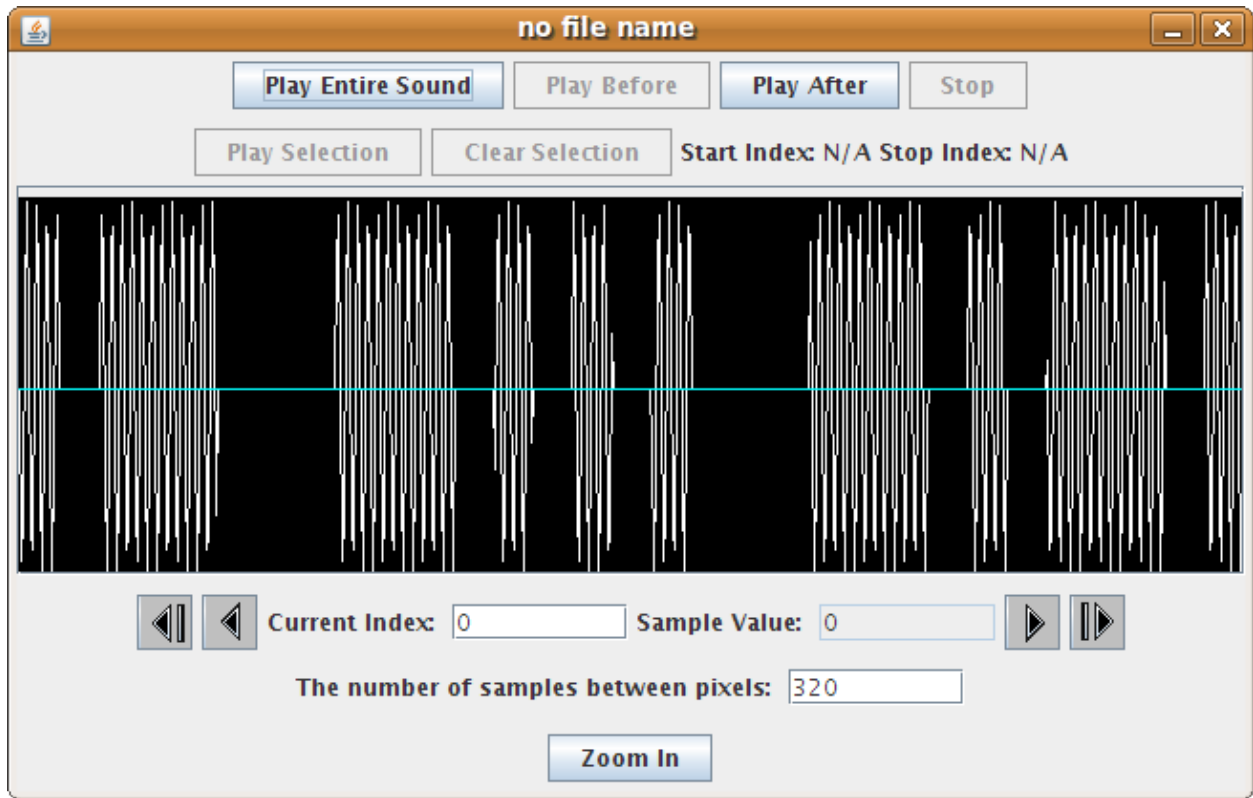 no file name
Play Entire Sound Play Before Play After Stop
Play Selection Clear Selection Start Index: N/A Stop Index: N/A
Current Index: 0 Sample Value: 0
The number of samples between pixels: 320
Zoom In